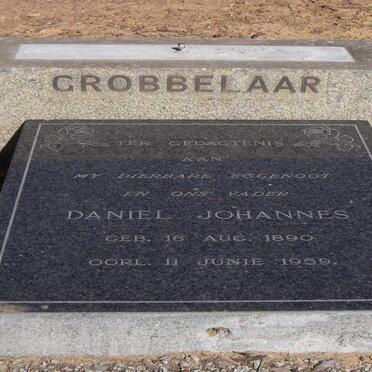 GROBBELAAR
TER GEDAGTENIS
AAN
MY DIERBARE EGGENOOT
EN ONS VADER
DANIEL JOHANNES
GEB. 16 AUG. 1890
OORL. 11 JUNIE 1959.